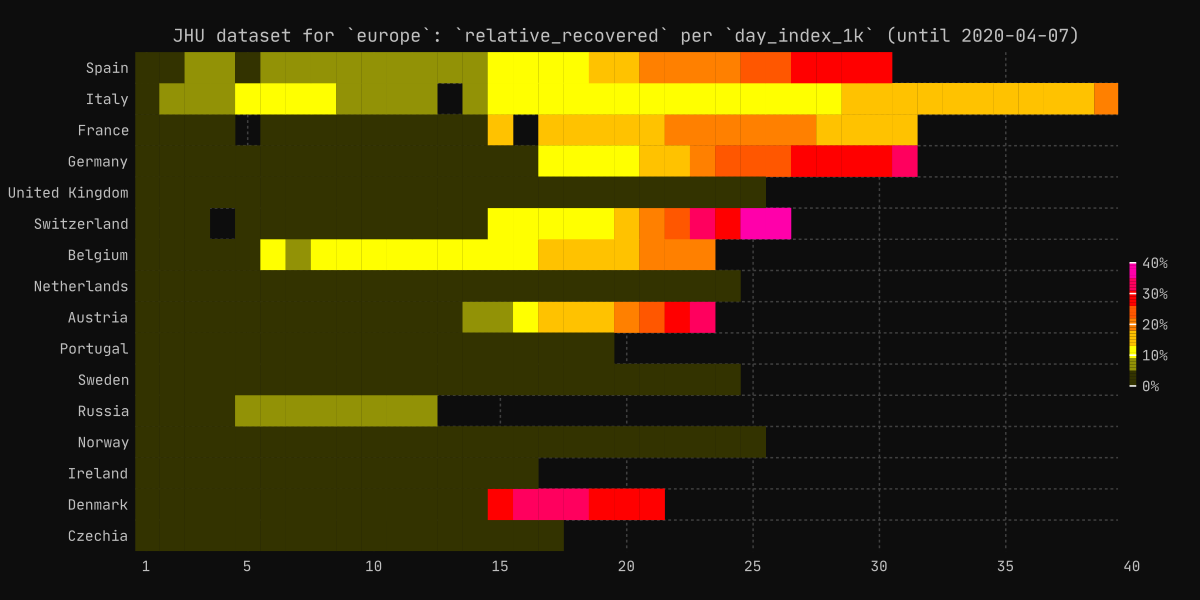 JHU dataset for `europe`: `relative_recovered` per `day_index_1k` (until 2020-04-07)
Spain
Italy
France
Germany
United Kingdom
Switzerland
Belgium
Netherlands
Austria
Portugal
Sweden
Russia
Norway
Ireland
Denmark
Czechia
1 5 10 15 20 25 30 35 40
40%
30%
20%
10%
0%